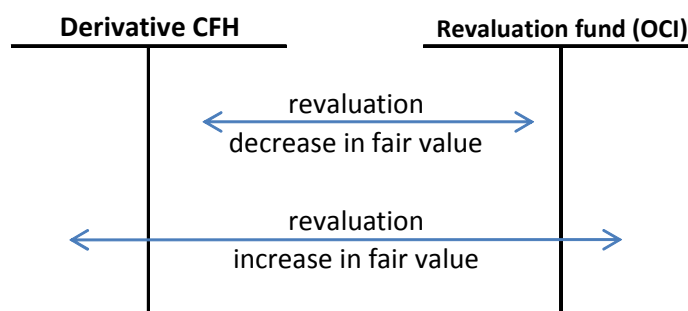 Derivative CFH
Revaluation fund (OCI)
revaluation
decrease in fair value
revaluation
increase in fair value